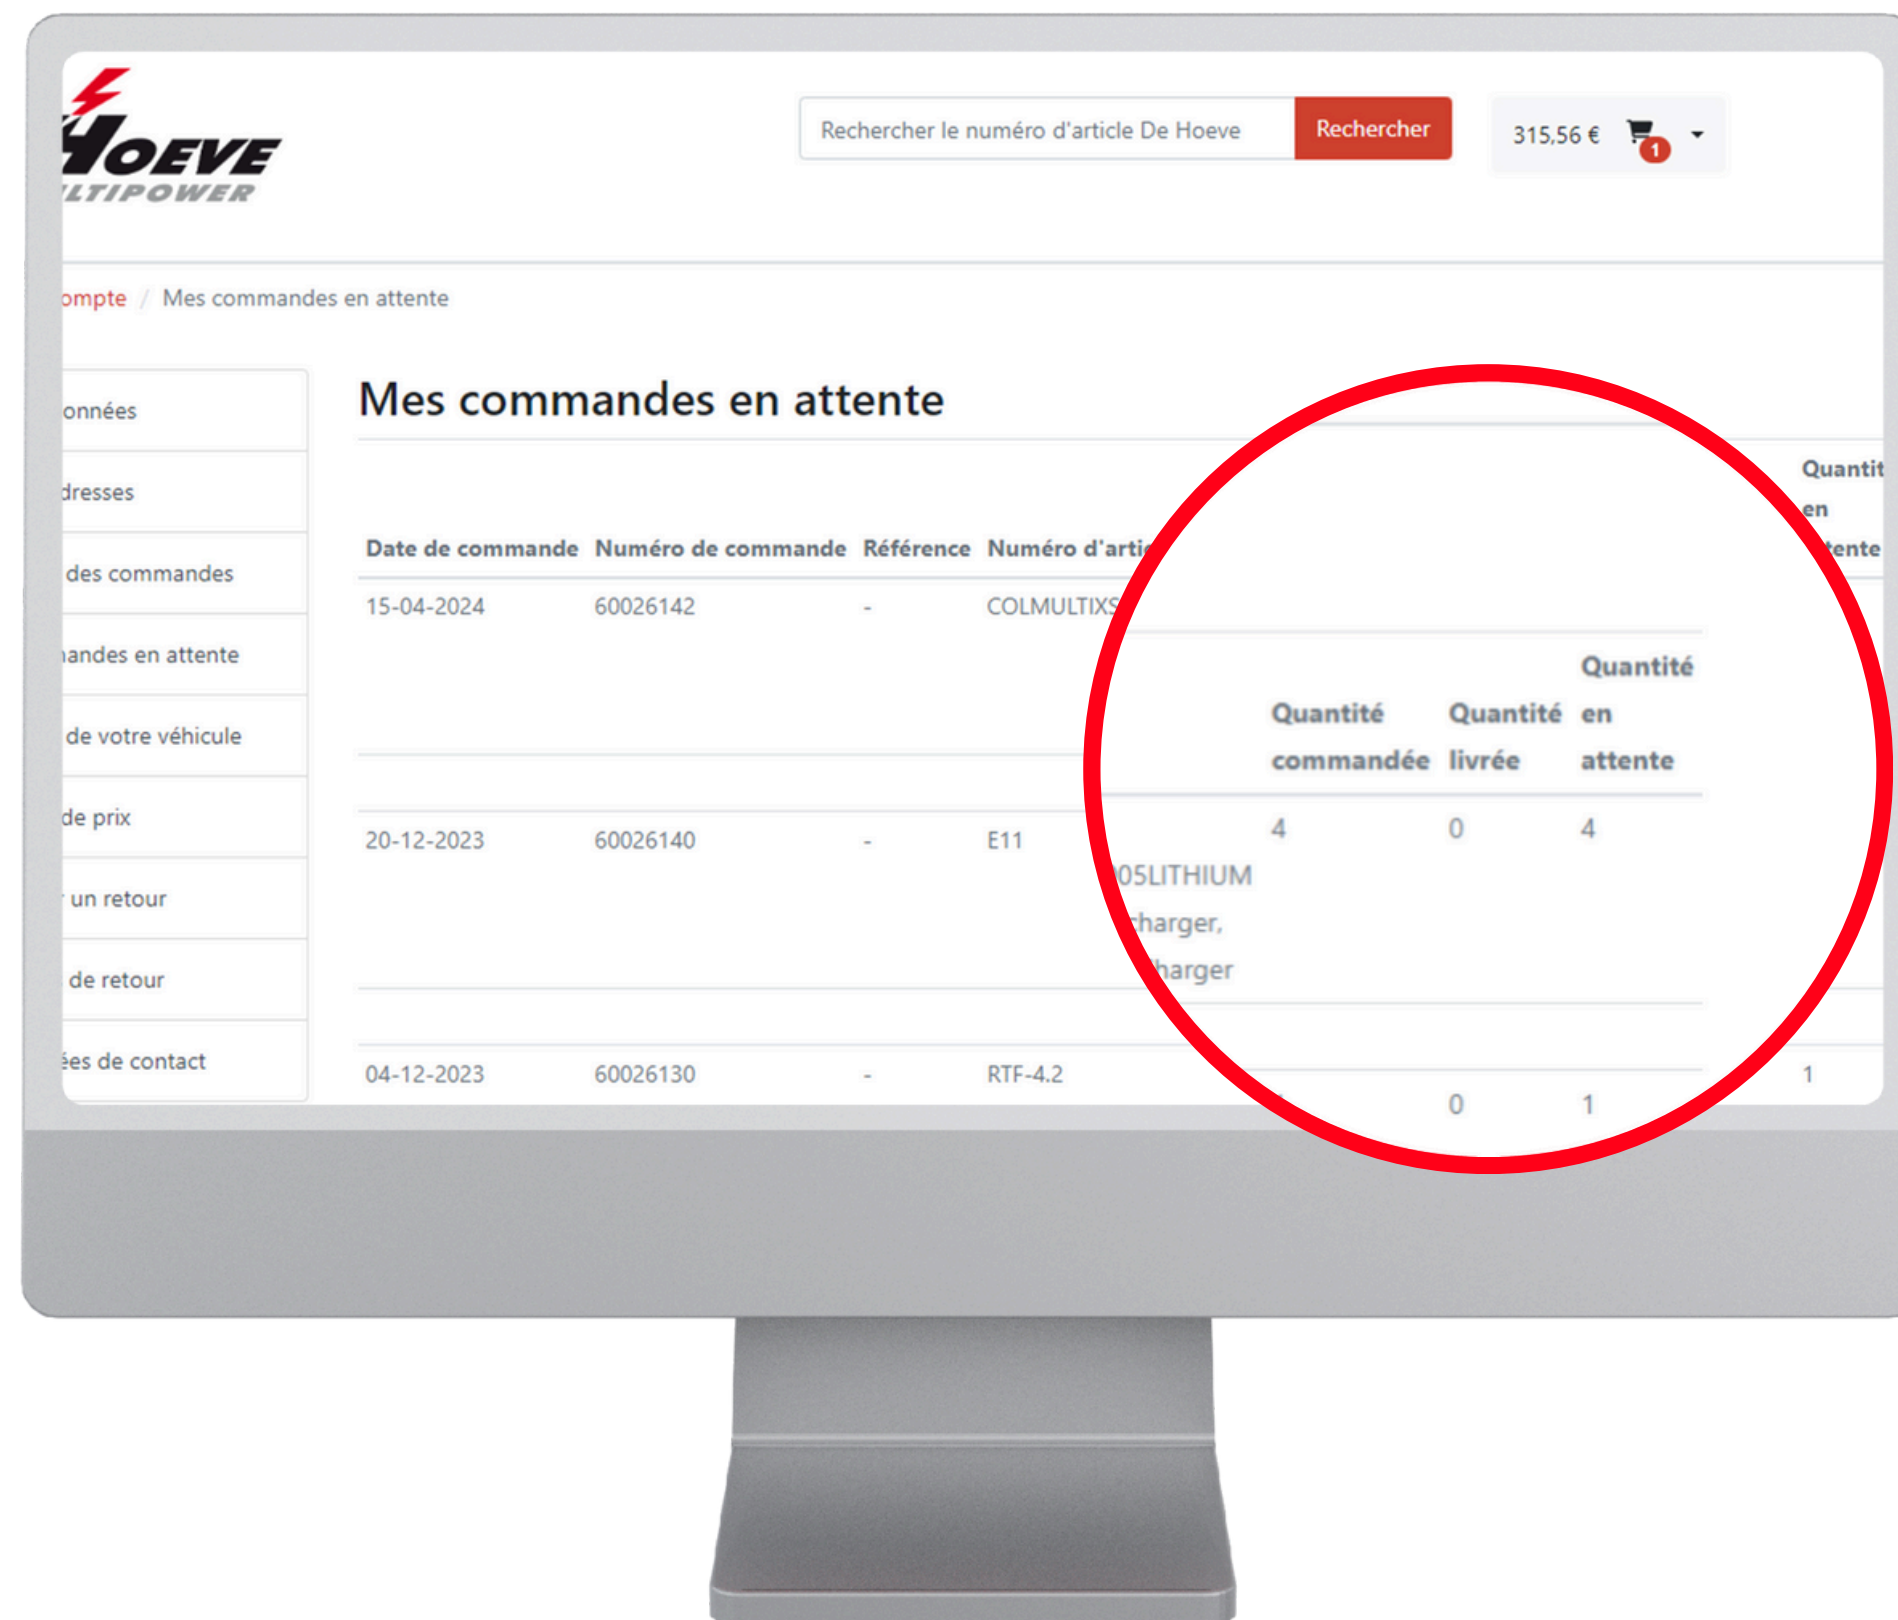 HOEVE
LTIPOWER
Rechercher le numéro d'article De Hoeve
Rechercher
315,56 €
1
ompte / Mes commandes en attente
onnées
dresses
des commandes
andes en attente
de votre véhicule
de prix
un retour
de retour
ées de contact
Mes commandes en attente
Quantit
en
tente
Date de commande Numéro de commande Référence Numéro d'artic
15-04-2024 60026142 - COLMULTIXS
20-12-2023 60026140 - E11
04-12-2023 60026130 - RTF-4.2
1
Quantité
Quantité Quantité en
commandée livrée attente
4 0 4
05LITHIUM
charger,
harger
0 1